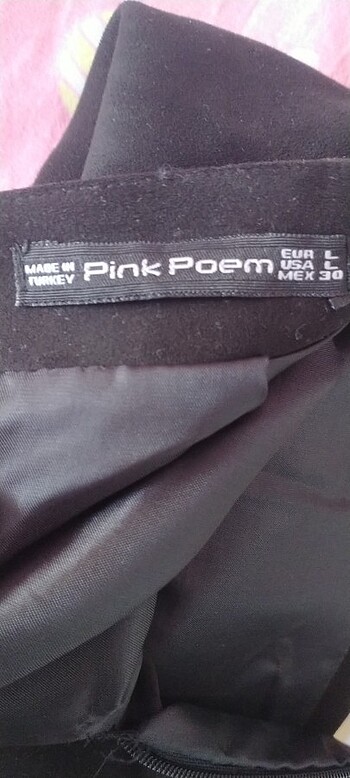 MADE IN
TURKEY
Pink Poem
EUR L
USA L
MEX 30